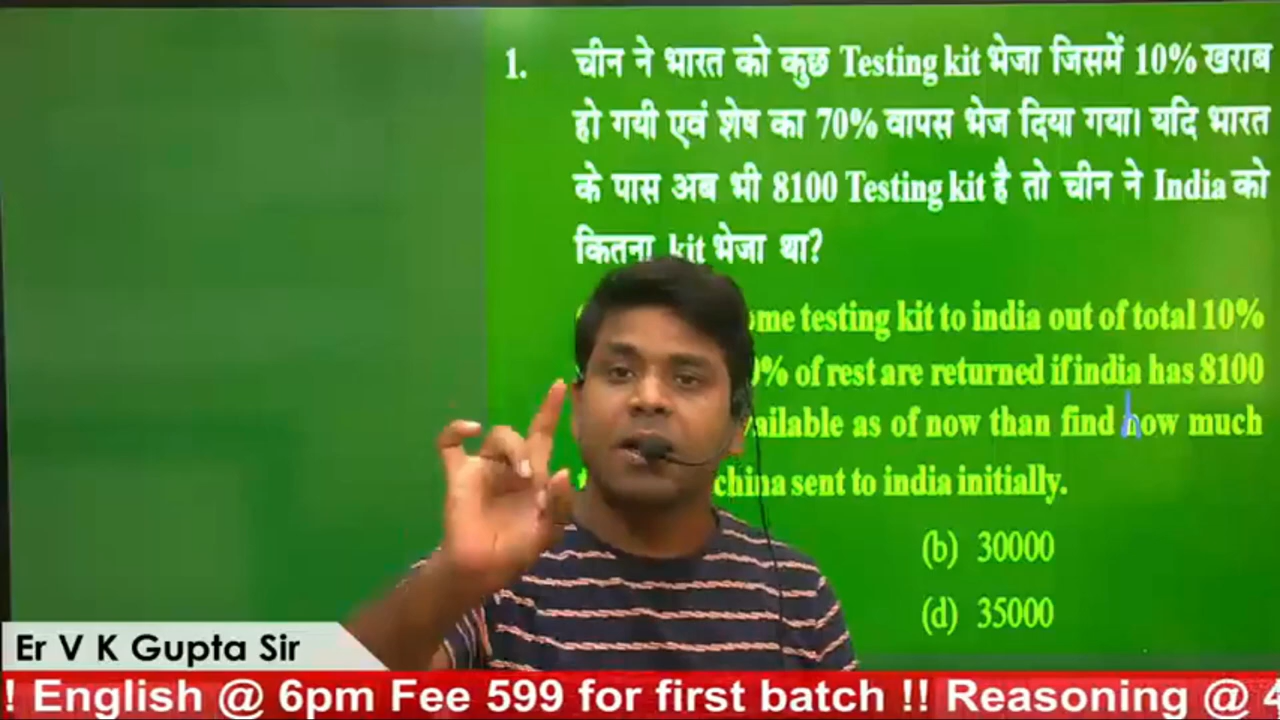 1. चीन ने भारत को कुछ Testing kit भेजा जिसमें 10% खराब
हो गयी एवं शेष का 70% वापस भेज दिया गया। यदि भारत
के पास अब भी 8100 Testing kit है तो चीन ने India को
कितना kit भेजा था?
ome testing kit to india out of total 10%
% of rest are returned if india has 8100
ailable as of now than find how much
china sent to india initially.
(b) 30000
(d) 35000
Er V K Gupta Sir
! English @ 6pm Fee 599 for first batch !! Reasoning @ 4